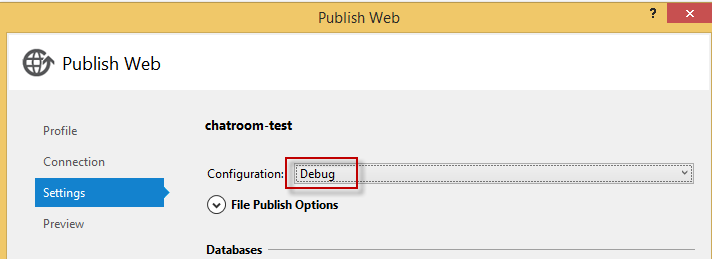 Publish Web
?
Publish Web
Profile
Connection
Settings
Preview
chatroom-test
Configuration: Debug
File Publish Options
Databases